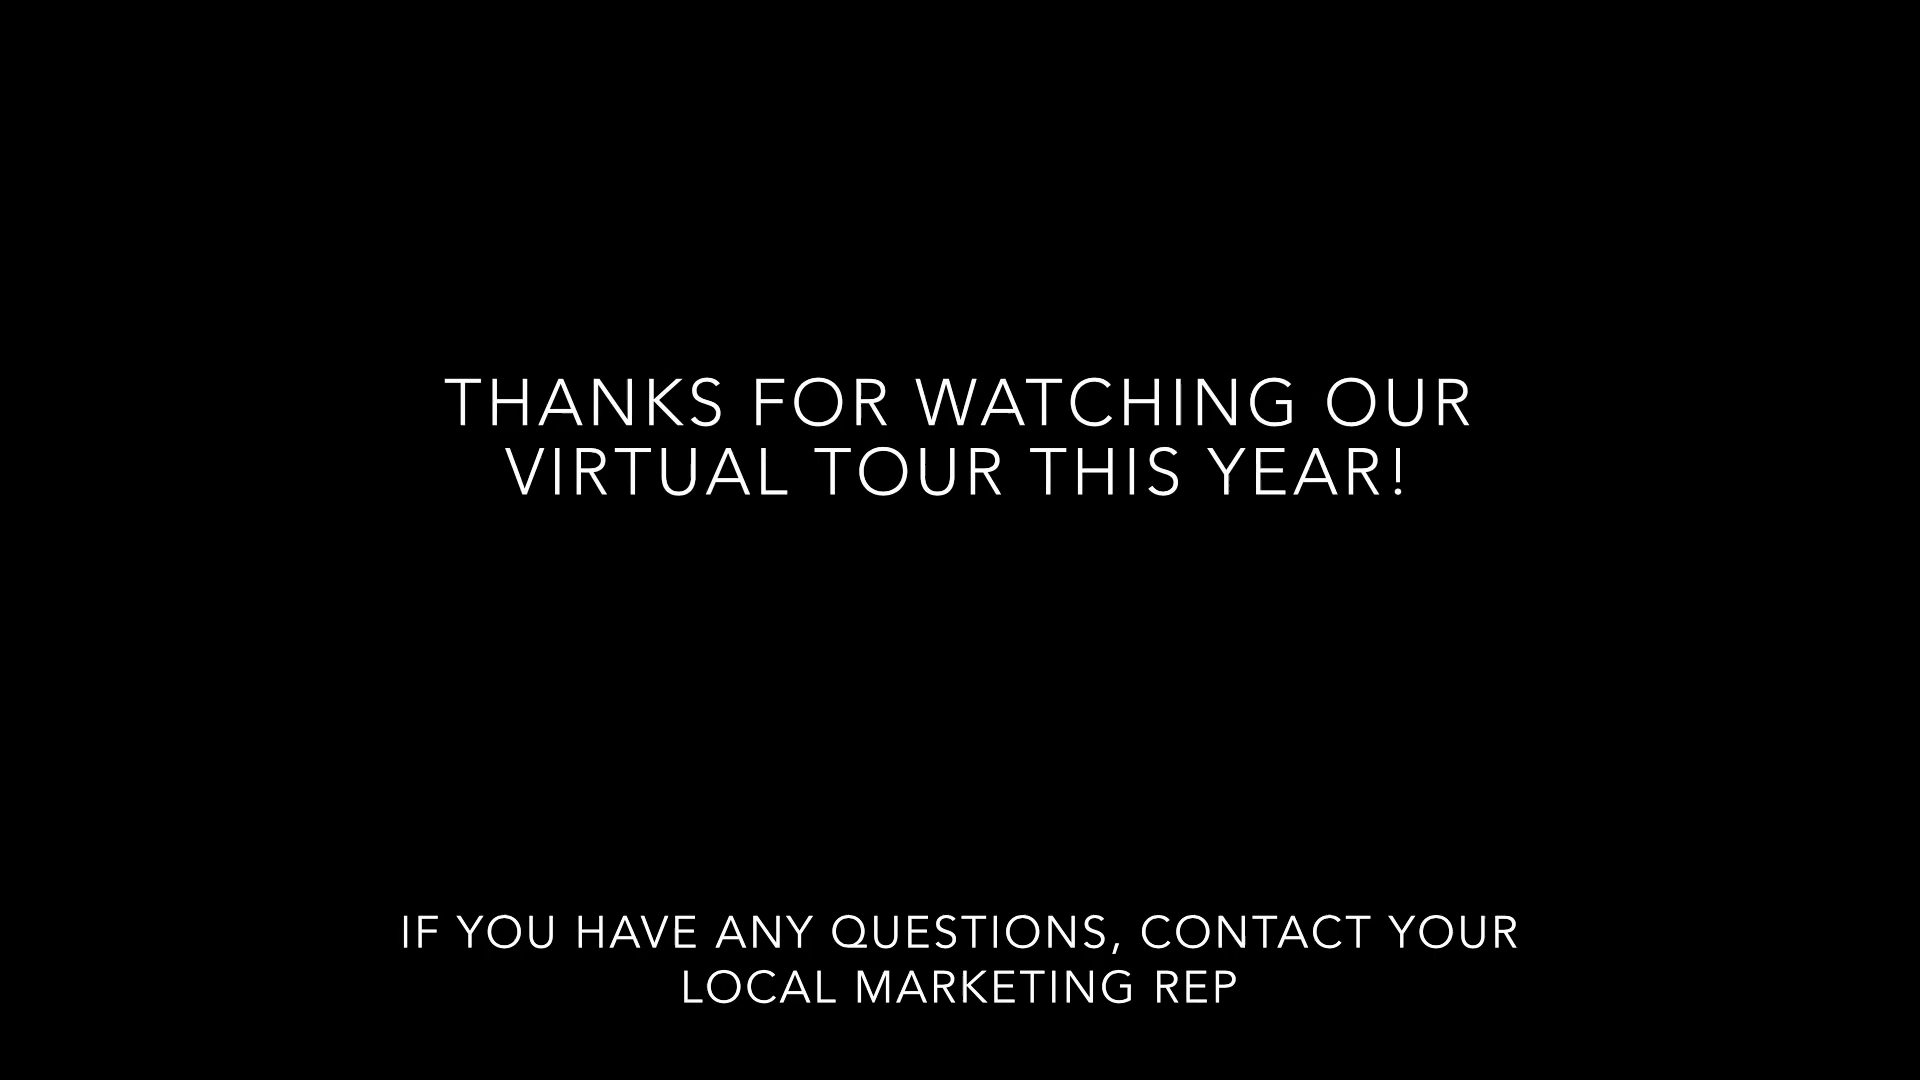 THANKS FOR WATCHING OUR
VIRTUAL TOUR THIS YEAR!
IF YOU HAVE ANY QUESTIONS, CONTACT YOUR
LOCAL MARKETING REP